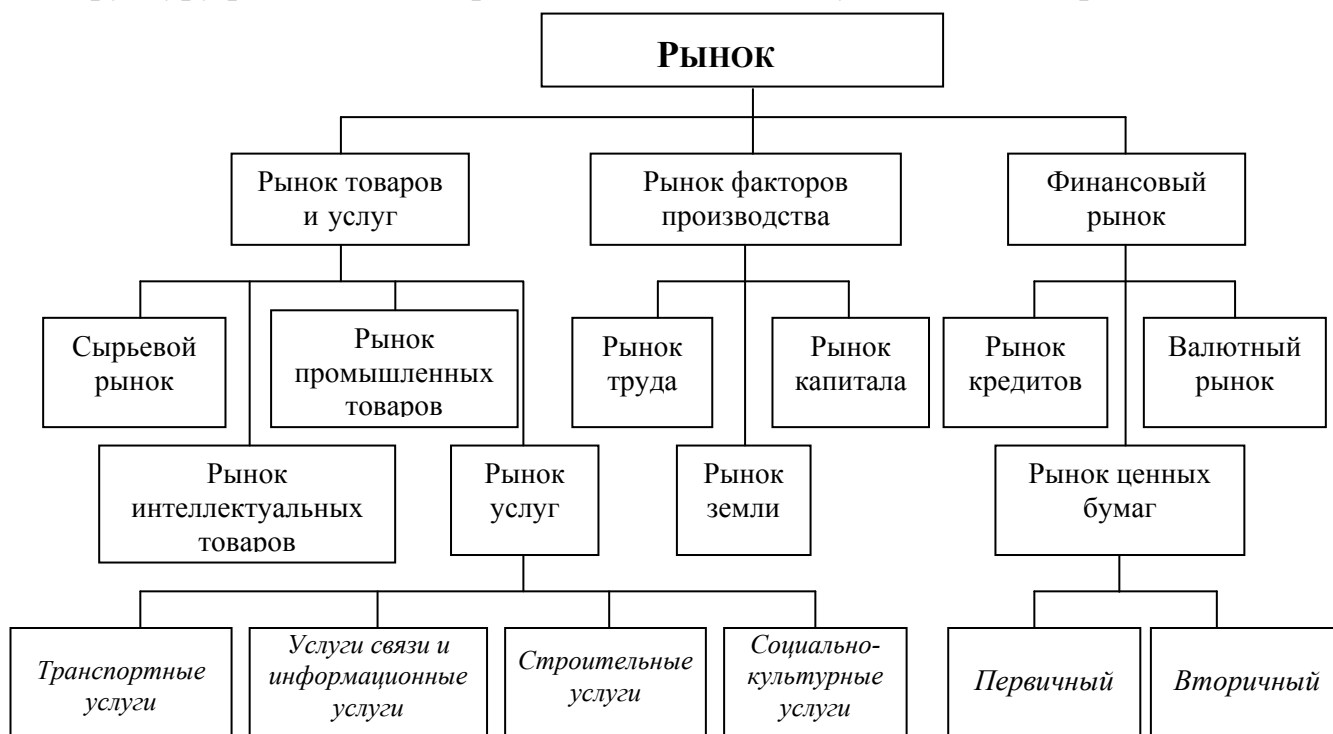 Рынок
Рынок товаров
и услуг
Рынок факторов
производства
Финансовый
рынок
Сырьевой
рынок
Рынок
промышленных
товаров
Рынок
труда
Рынок
капитала
Рынок
кредитов
Валютный
рынок
Рынок
интеллектуальных
товаров
Рынок
услуг
Рынок
земли
Рынок ценных
бумаг
Транспортные
услуги
Услуги связи и
информационные
услуги
Строительные
услуги
Социально-
культурные
услуги
Первичный
Вторичный